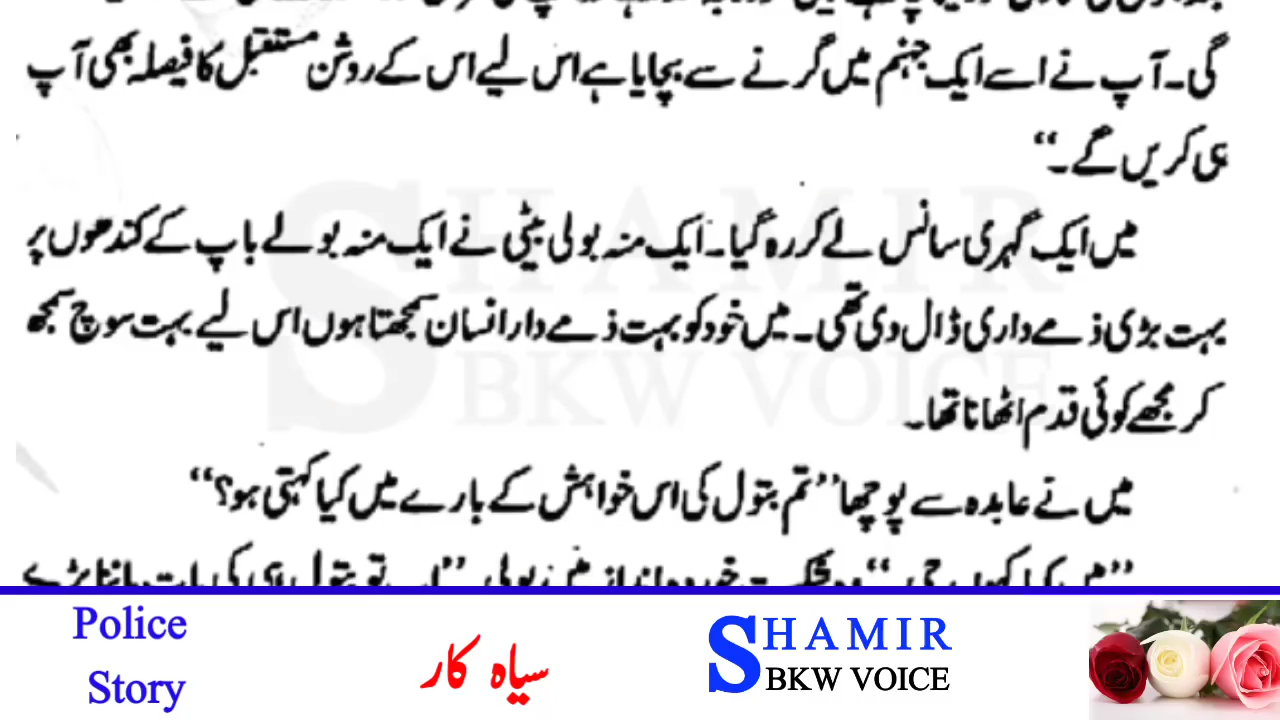 گی۔ آپ نے اسے ایک جہنم میں گرنے سے بچایا ہے اس لیے اس کے روشن مستقبل کا فیصلہ بھی آپ
ہی کریں گے۔“
میں ایک گہری سانس لے کر رہ گیا۔ ایک منہ بولی بیٹی نے ایک منہ بولے باپ کے کندھوں پر
بہت بڑی ذمے داری ڈال دی تھی۔ میں خود کو بہت ذمے دار انسان سمجھتا ہوں اس لیے بہت سوچ سمجھ
کر مجھے کوئی قدم اٹھانا تھا۔
میں نے عابدہ سے پوچھا ”تم بتول کی اس خواہش کے بارے میں کیا کہتی ہو؟“
SHAMIR
BKW VOICE
Police
Story
سیاہ کار
SHAMIR
BKW VOICE